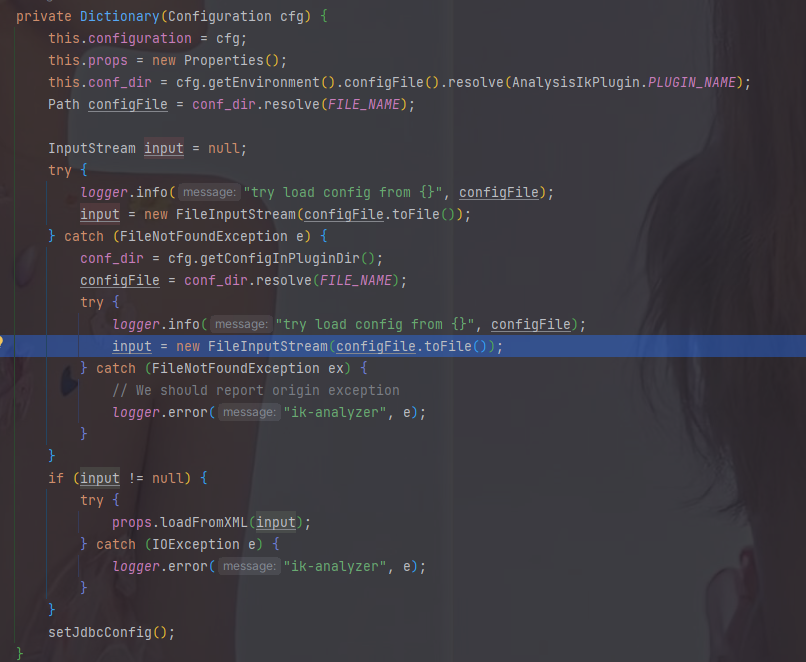 private Dictionary(Configuration cfg) {
    this.configuration = cfg;
    this.props = new Properties();
    this.conf_dir = cfg.getEnvironment().configFile().resolve(AnalysisIkPlugin.PLUGIN_NAME);
    Path configFile = conf_dir.resolve(FILE_NAME);

    InputStream input = null;
    try {
        logger.info( message: "try load config from {}", configFile);
        input = new FileInputStream(configFile.toFile());
    } catch (FileNotFoundException e) {
        conf_dir = cfg.getConfigInPluginDir();
        configFile = conf_dir.resolve(FILE_NAME);
        try {
            logger.info( message: "try load config from {}", configFile);
            input = new FileInputStream(configFile.toFile());
        } catch (FileNotFoundException ex) {
            // We should report origin exception
            logger.error( message: "ik-analyzer", e);
        }
    }
    if (input != null) {
        try {
            props.loadFromXML(input);
        } catch (IOException e) {
            logger.error( message: "ik-analyzer", e);
        }
    }
    setJdbcConfig();
}